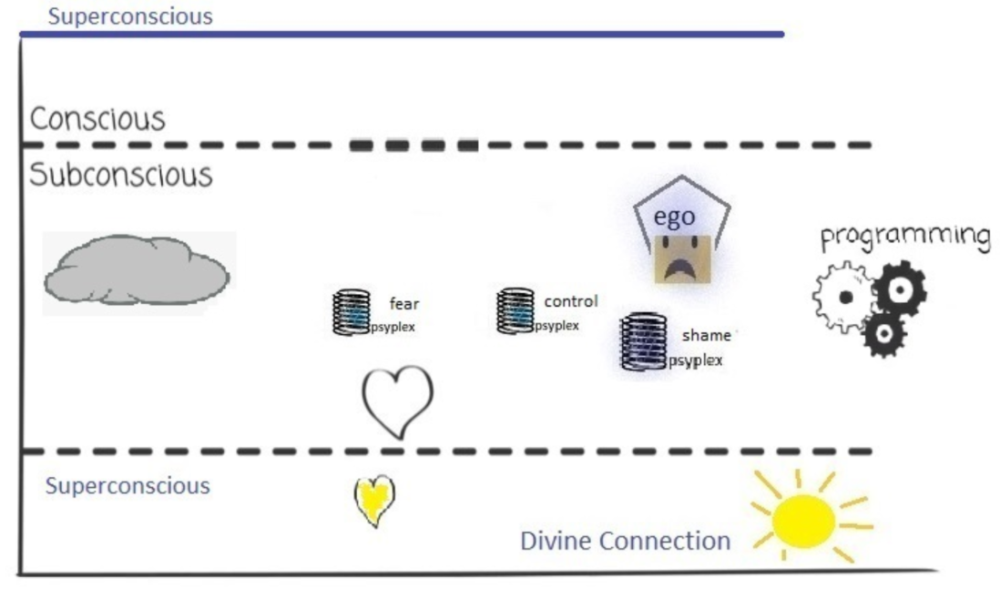 Superconscious
Conscious
Subconscious
ego
programming
fear
psyplex
control
psyplex
shame
psyplex
Superconscious
Divine Connection